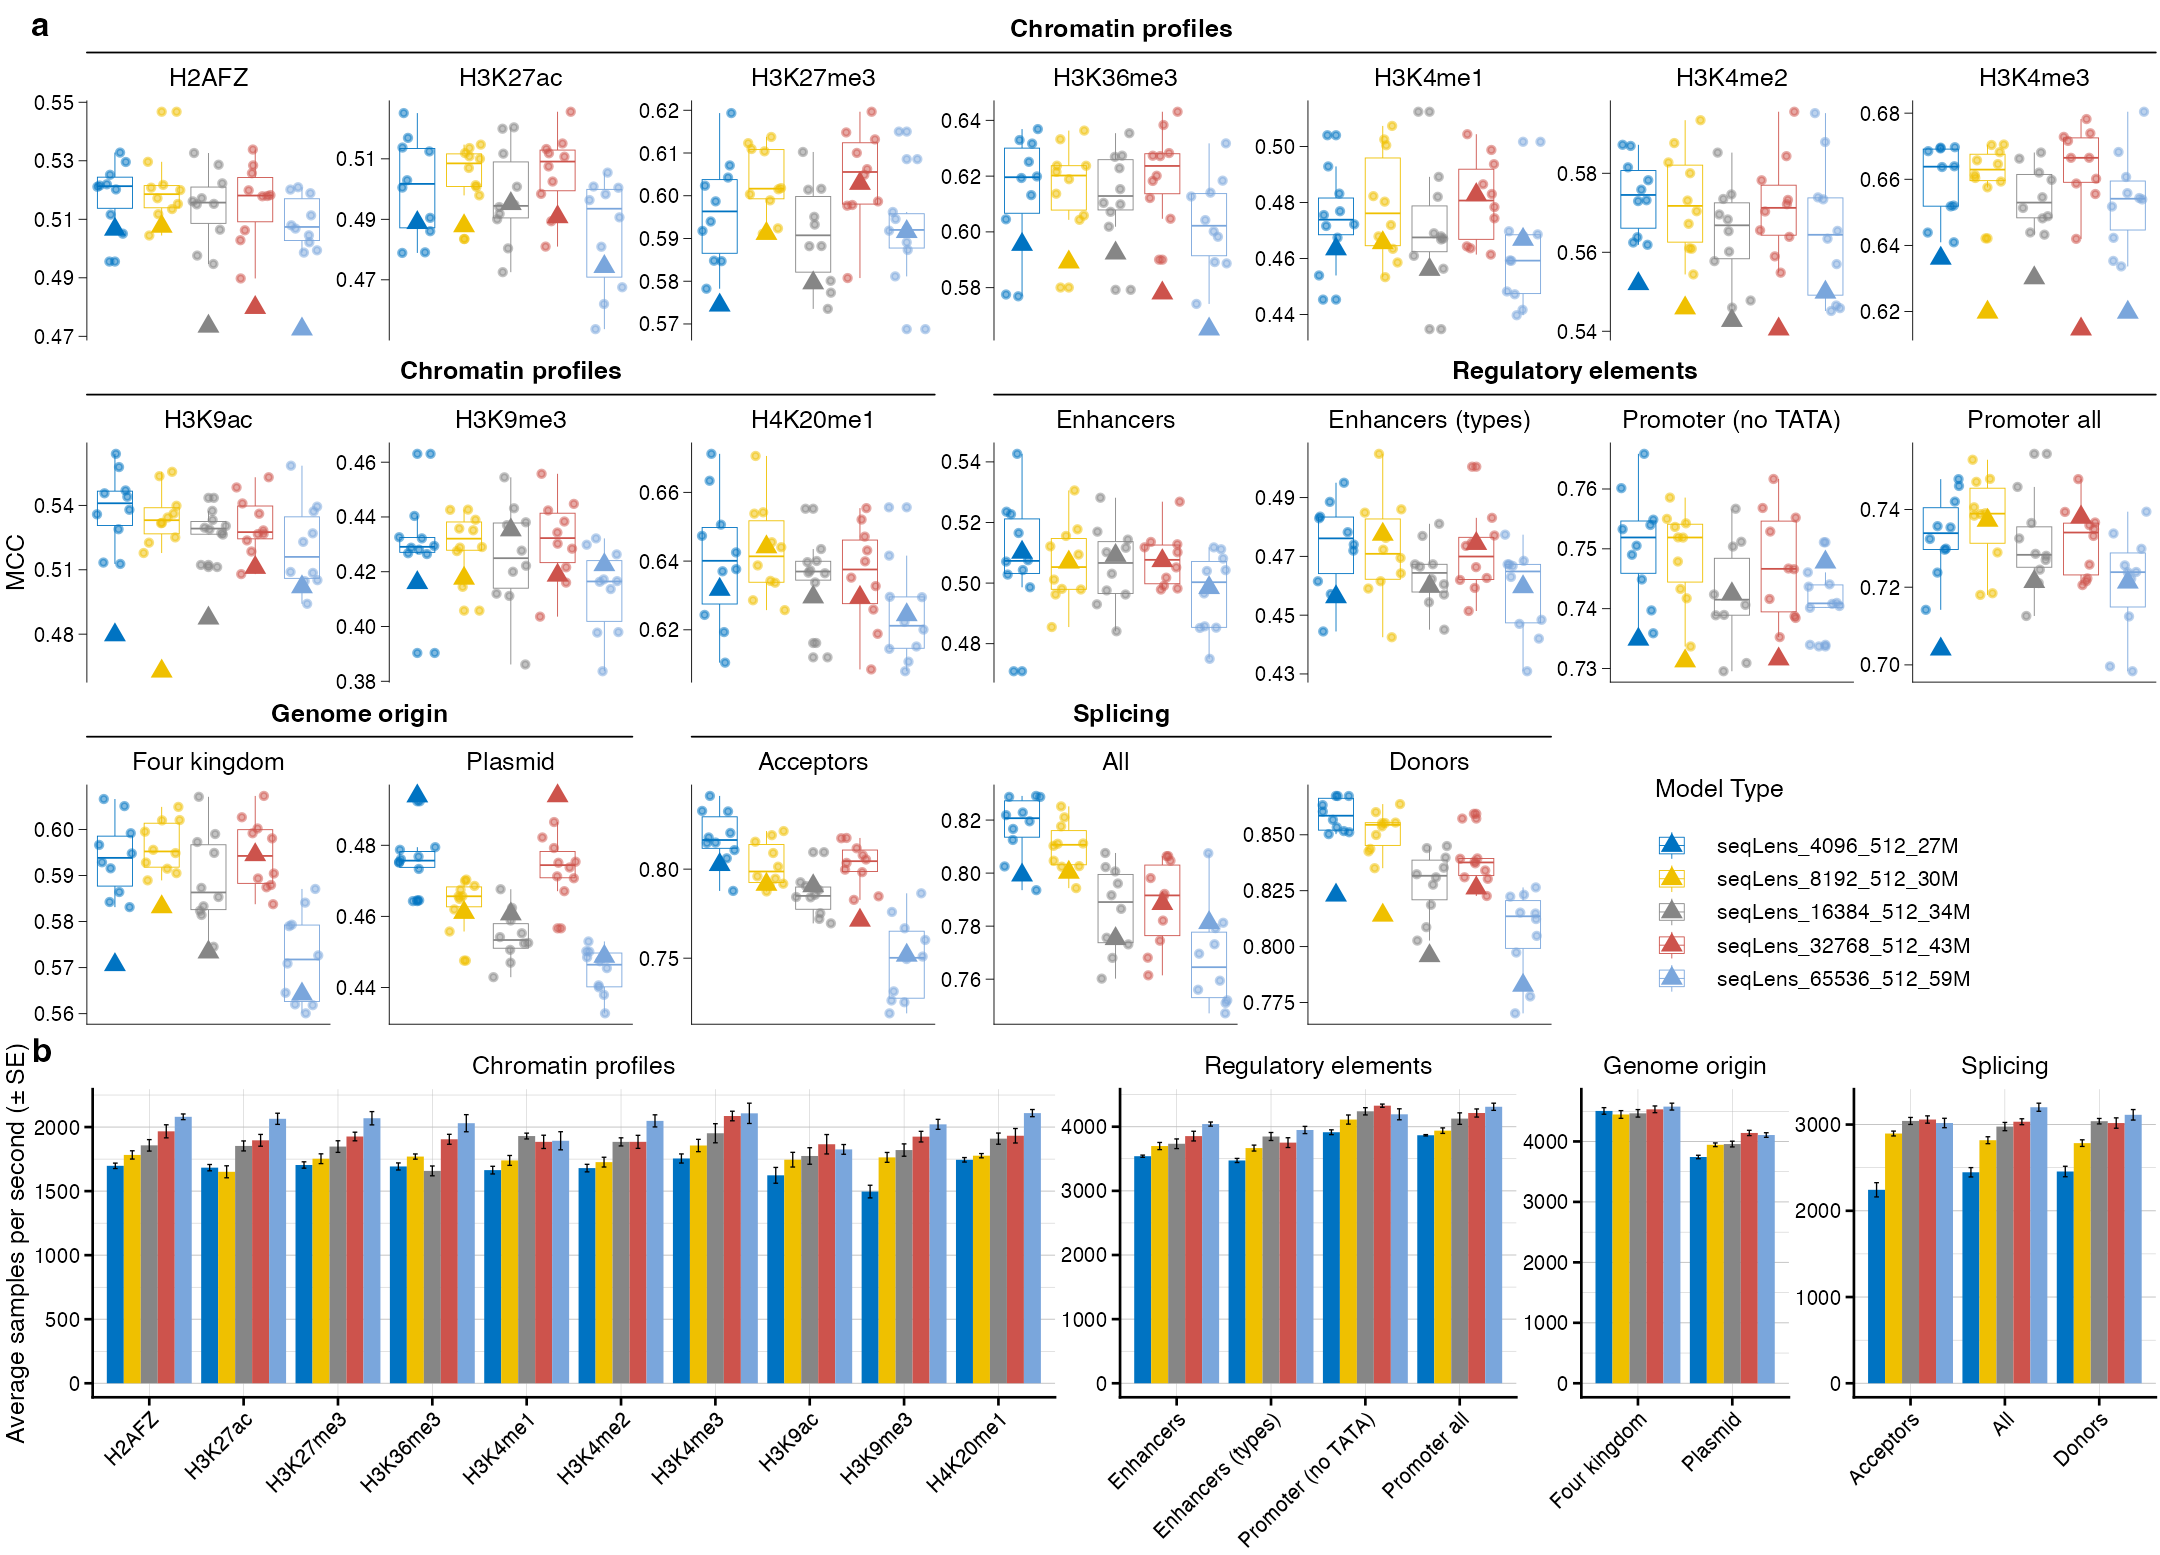 a
Chromatin profiles
H2AFZ H3K27ac H3K27me3 H3K36me3 H3K4me1 H3K4me2 H3K4me3
0.55 0.53 0.51 0.49 0.47
0.51 0.49 0.47
0.62 0.61 0.60 0.59 0.58 0.57
0.64 0.62 0.60 0.58
0.50 0.48 0.46 0.44
0.58 0.56 0.54
0.68 0.66 0.64 0.62
Chromatin profiles Regulatory elements
H3K9ac H3K9me3 H4K20me1 Enhancers Enhancers (types) Promoter (no TATA) Promoter all
MCC
0.54 0.51 0.48
0.46 0.44 0.42 0.40 0.38
0.66 0.64 0.62
0.54 0.52 0.50 0.48
0.49 0.47 0.45 0.43
0.76 0.75 0.74 0.73
0.74 0.72 0.70
Genome origin Splicing
Four kingdom Plasmid Acceptors All Donors
0.60 0.59 0.58 0.57 0.56
0.48 0.46 0.44
0.80 0.75
0.82 0.80 0.78 0.76
0.850 0.825 0.800 0.775
Model Type
seqLens_4096_512_27M
seqLens_8192_512_30M
seqLens_16384_512_34M
seqLens_32768_512_43M
seqLens_65536_512_59M
b
Average samples per second (± SE)
Chromatin profiles Regulatory elements Genome origin Splicing
2000 1500 1000 500 0
4000 3000 2000 1000 0
4000 3000 2000 1000 0
3000 2000 1000 0
H2AFZ H3K27ac H3K27me3 H3K36me3 H3K4me1 H3K4me2 H3K4me3 H3K9ac H3K9me3 H4K20me1
Enhancers Enhancers (types) Promoter (no TATA) Promoter all
Four kingdom Plasmid
Acceptors All Donors